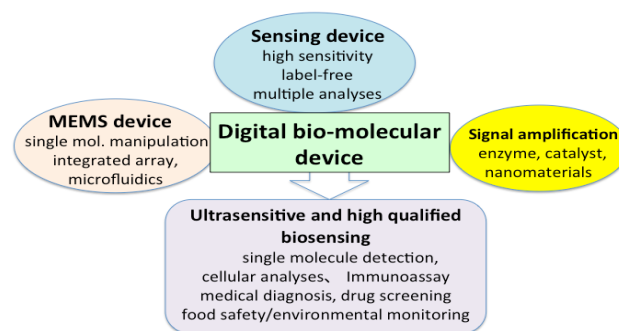 Sensing device
high sensitivity
label-free
multiple analyses
MEMS device
single mol. manipulation
integrated array,
microfluidics
Digital bio-molecular
device
Signal amplification
enzyme, catalyst,
nanomaterials
Ultrasensitive and high qualified
biosensing
single molecule detection,
cellular analyses、 Immunoassay
medical diagnosis, drug screening
food safety/environmental monitoring